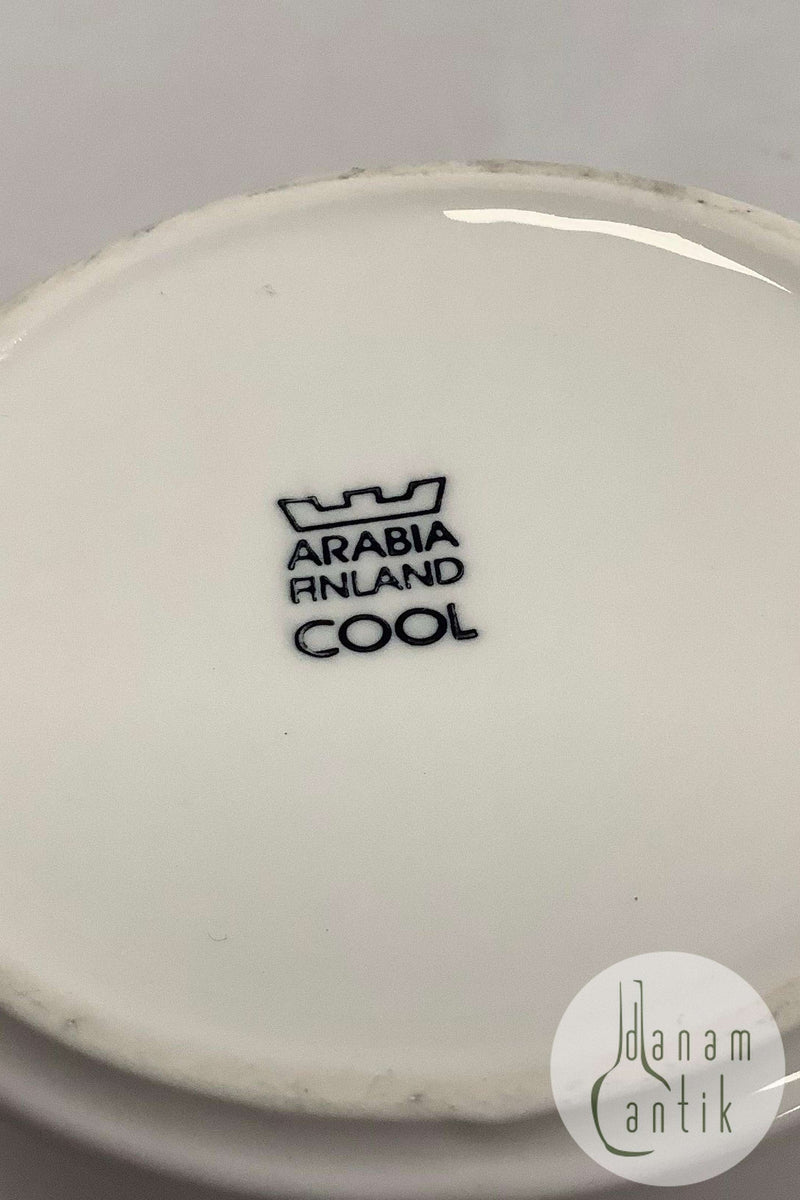 ARABIA
FINLAND
COOL
danam
antik